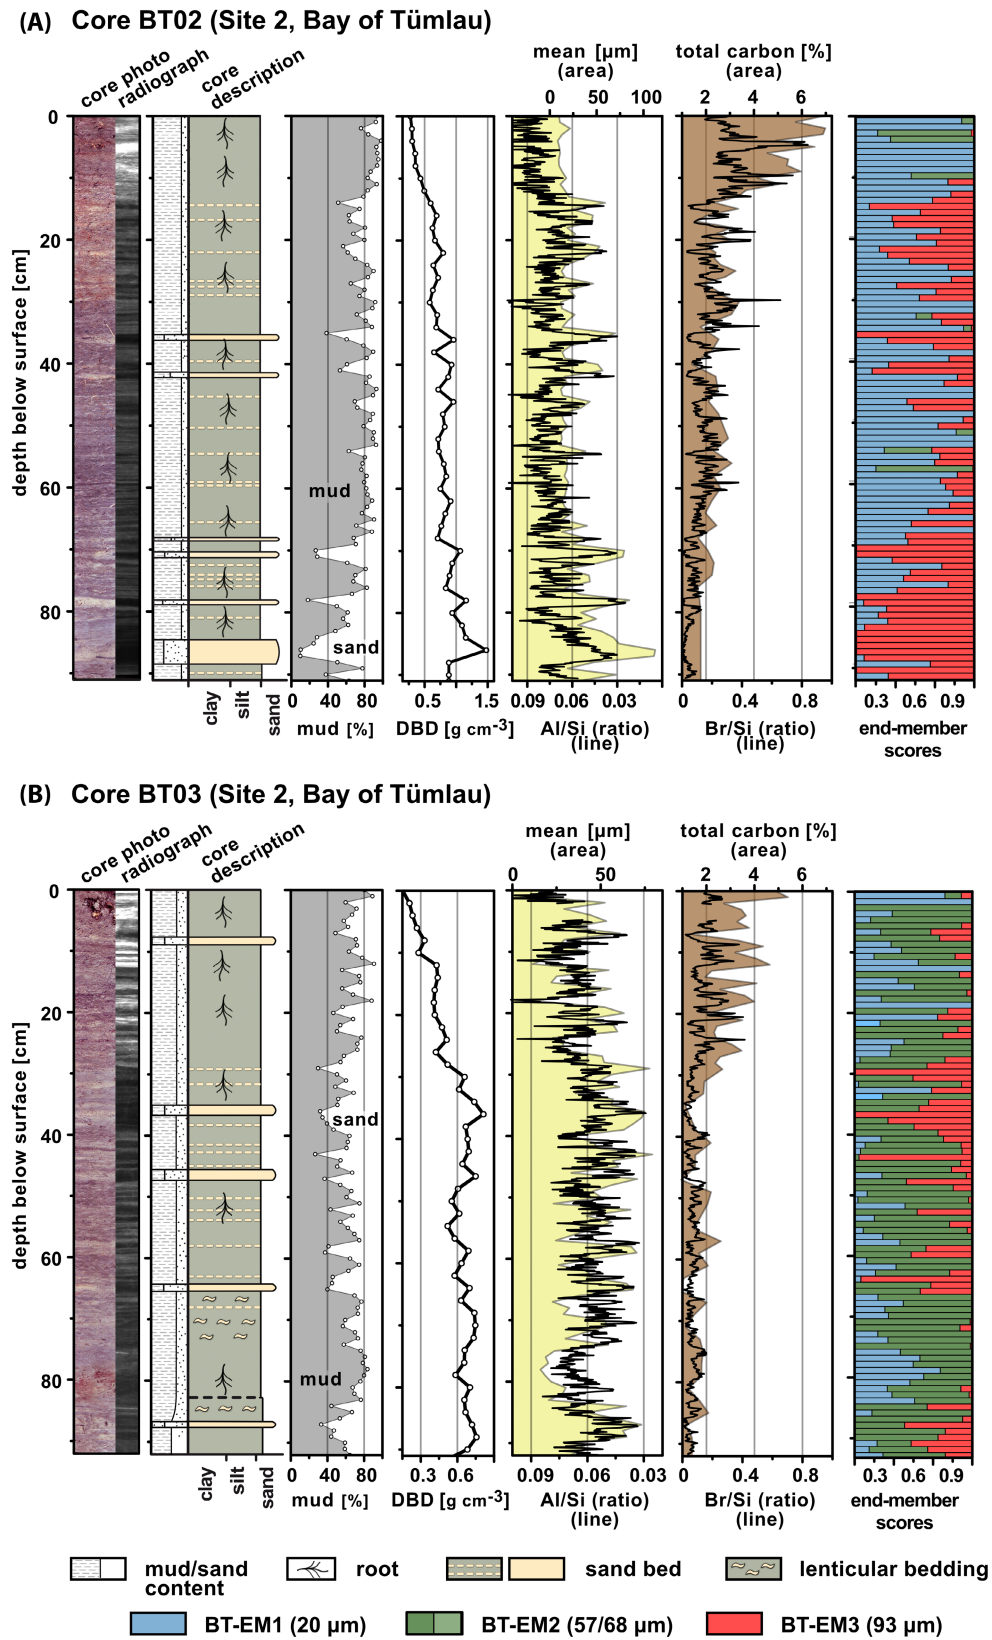 (A) Core BT02 (Site 2, Bay of Tümlau)
core photo
radiograph
core
description
mean [µm]
(area)
0 50 100
total carbon [%]
(area)
2 4 6
depth below surface [cm]
0
20
40
60
80
mud
sand
clay
silt
sand
40 80
mud [%]
0.5 1.0 1.5
DBD [g cm-3]
0.09 0.06 0.03
Al/Si (ratio)
(line)
0 0.4 0.8
Br/Si (ratio)
(line)
0.3 0.6 0.9
end-member
scores
(B) Core BT03 (Site 2, Bay of Tümlau)
core photo
radiograph
core
description
mean [µm]
(area)
0 50
total carbon [%]
(area)
2 4 6
depth below surface [cm]
0
20
40
60
80
sand
mud
clay
silt
sand
0 40 80
mud [%]
0.3 0.6
DBD [g cm-3]
0.09 0.06 0.03
Al/Si (ratio)
(line)
0 0.4 0.8
Br/Si (ratio)
(line)
0.3 0.6 0.9
end-member
scores
mud/sand
content
root
sand bed
lenticular bedding
BT-EM1 (20 µm)
BT-EM2 (57/68 µm)
BT-EM3 (93 µm)